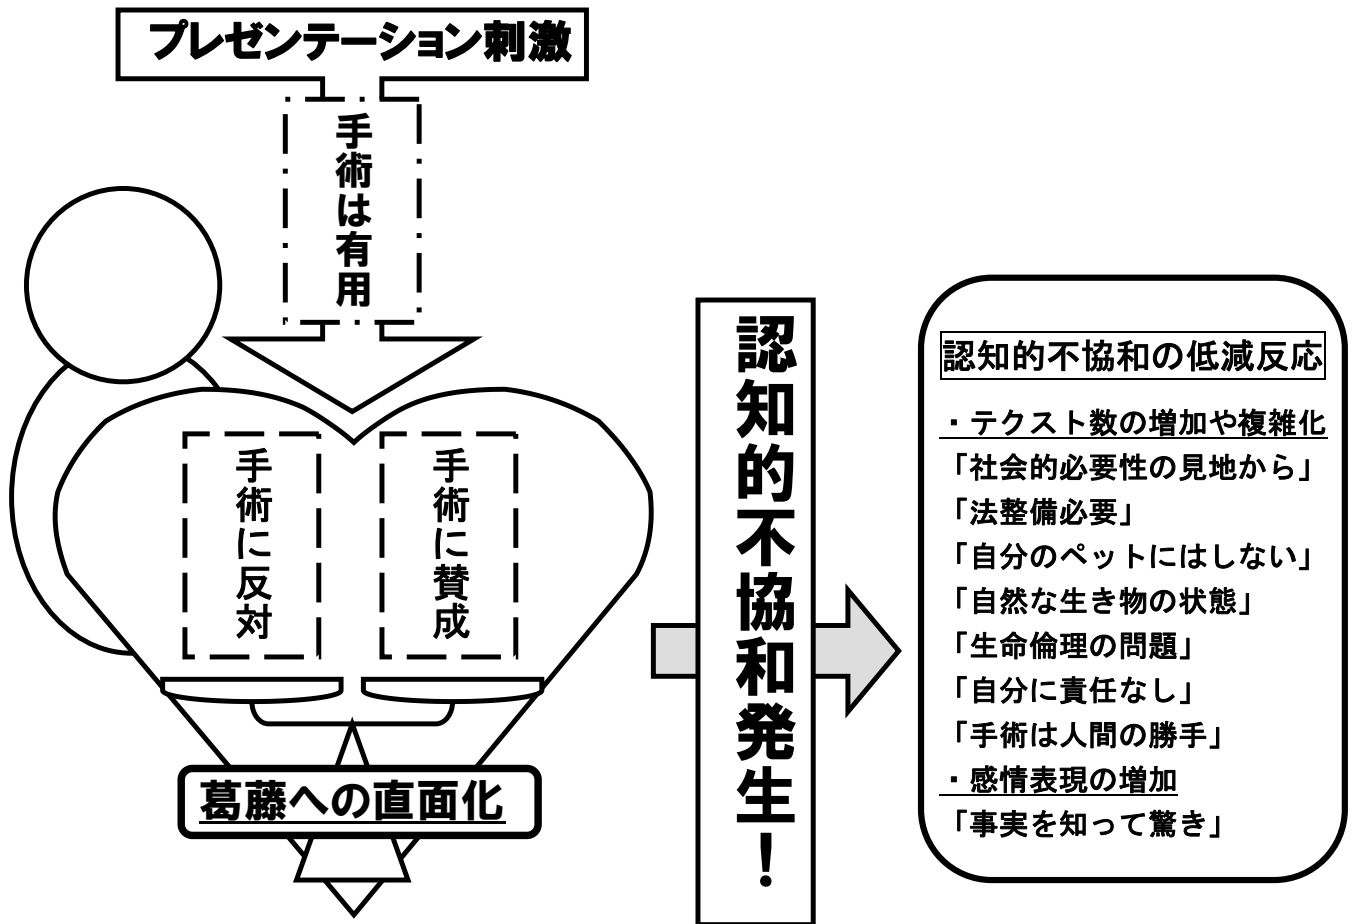 プレゼンテーション刺激
手術は有用
手術に反対
手術に賛成
葛藤への直面化
認知的不協和発生！
認知的不協和の低減反応
・テクスト数の増加や複雑化
「社会的必要性の見地から」
「法整備必要」
「自分のペットにはしない」
「自然な生き物の状態」
「生命倫理の問題」
「自分に責任なし」
「手術は人間の勝手」
・感情表現の増加
「事実を知って驚き」